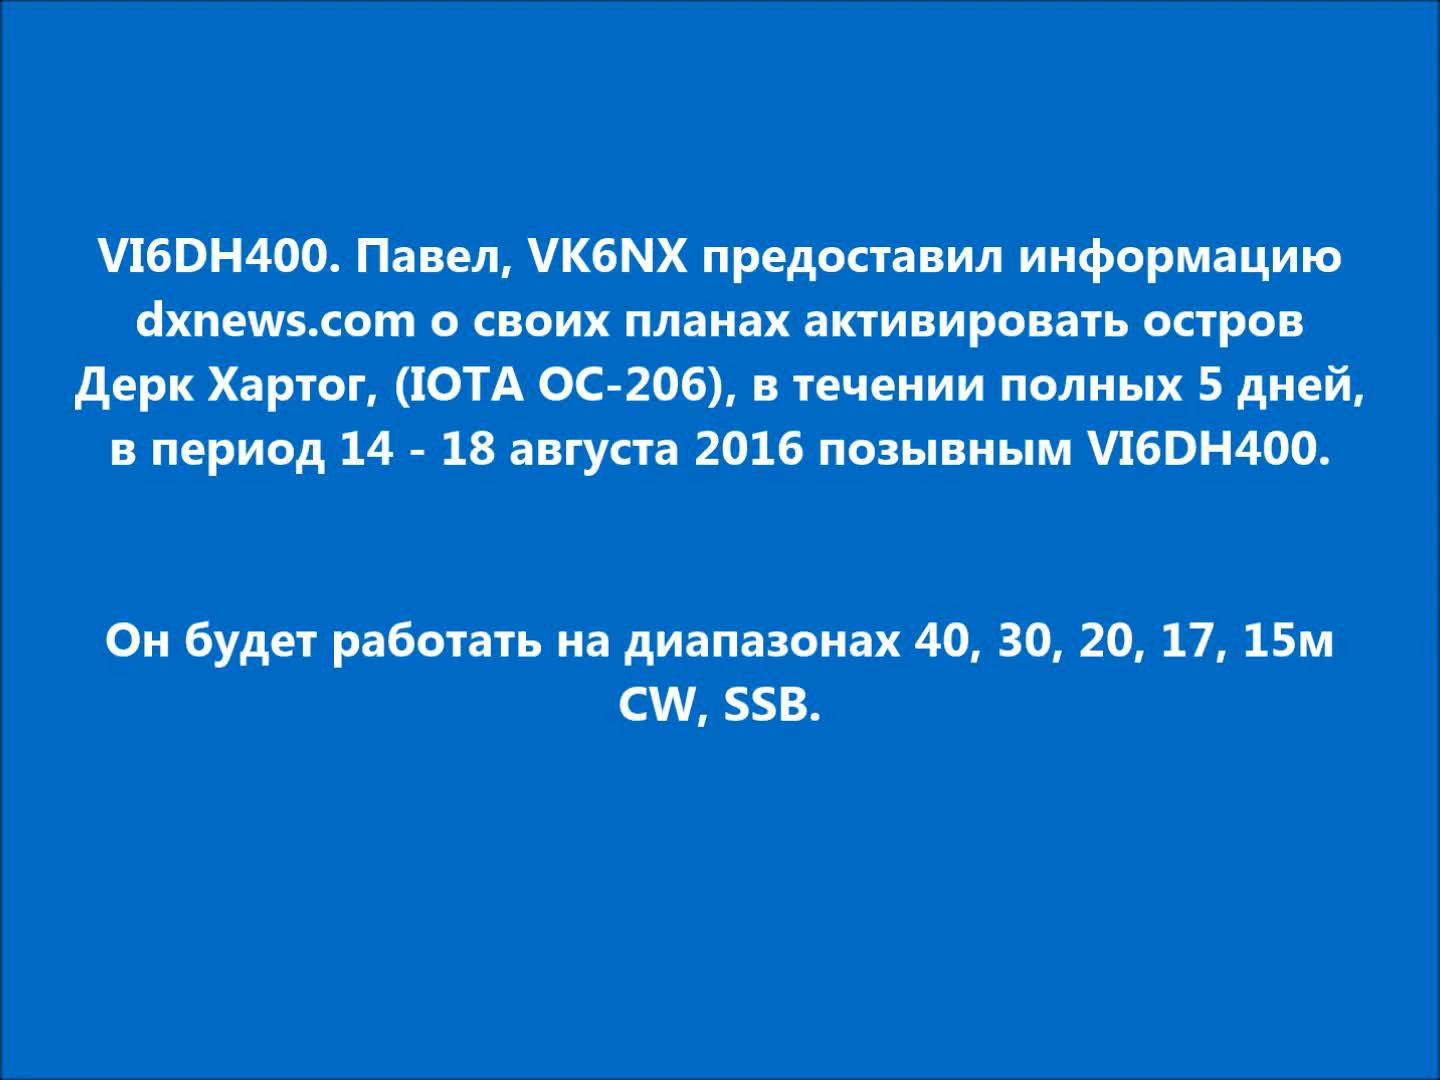 VI6DH400. Павел, VK6NX предоставил информацию
dxnews.com о своих планах активировать остров
Дерк Хартог, (IOTA OC-206), в течении полных 5 дней,
в период 14 - 18 августа 2016 позывным VI6DH400.
Он будет работать на диапазонах 40, 30, 20, 17, 15м
CW, SSB.